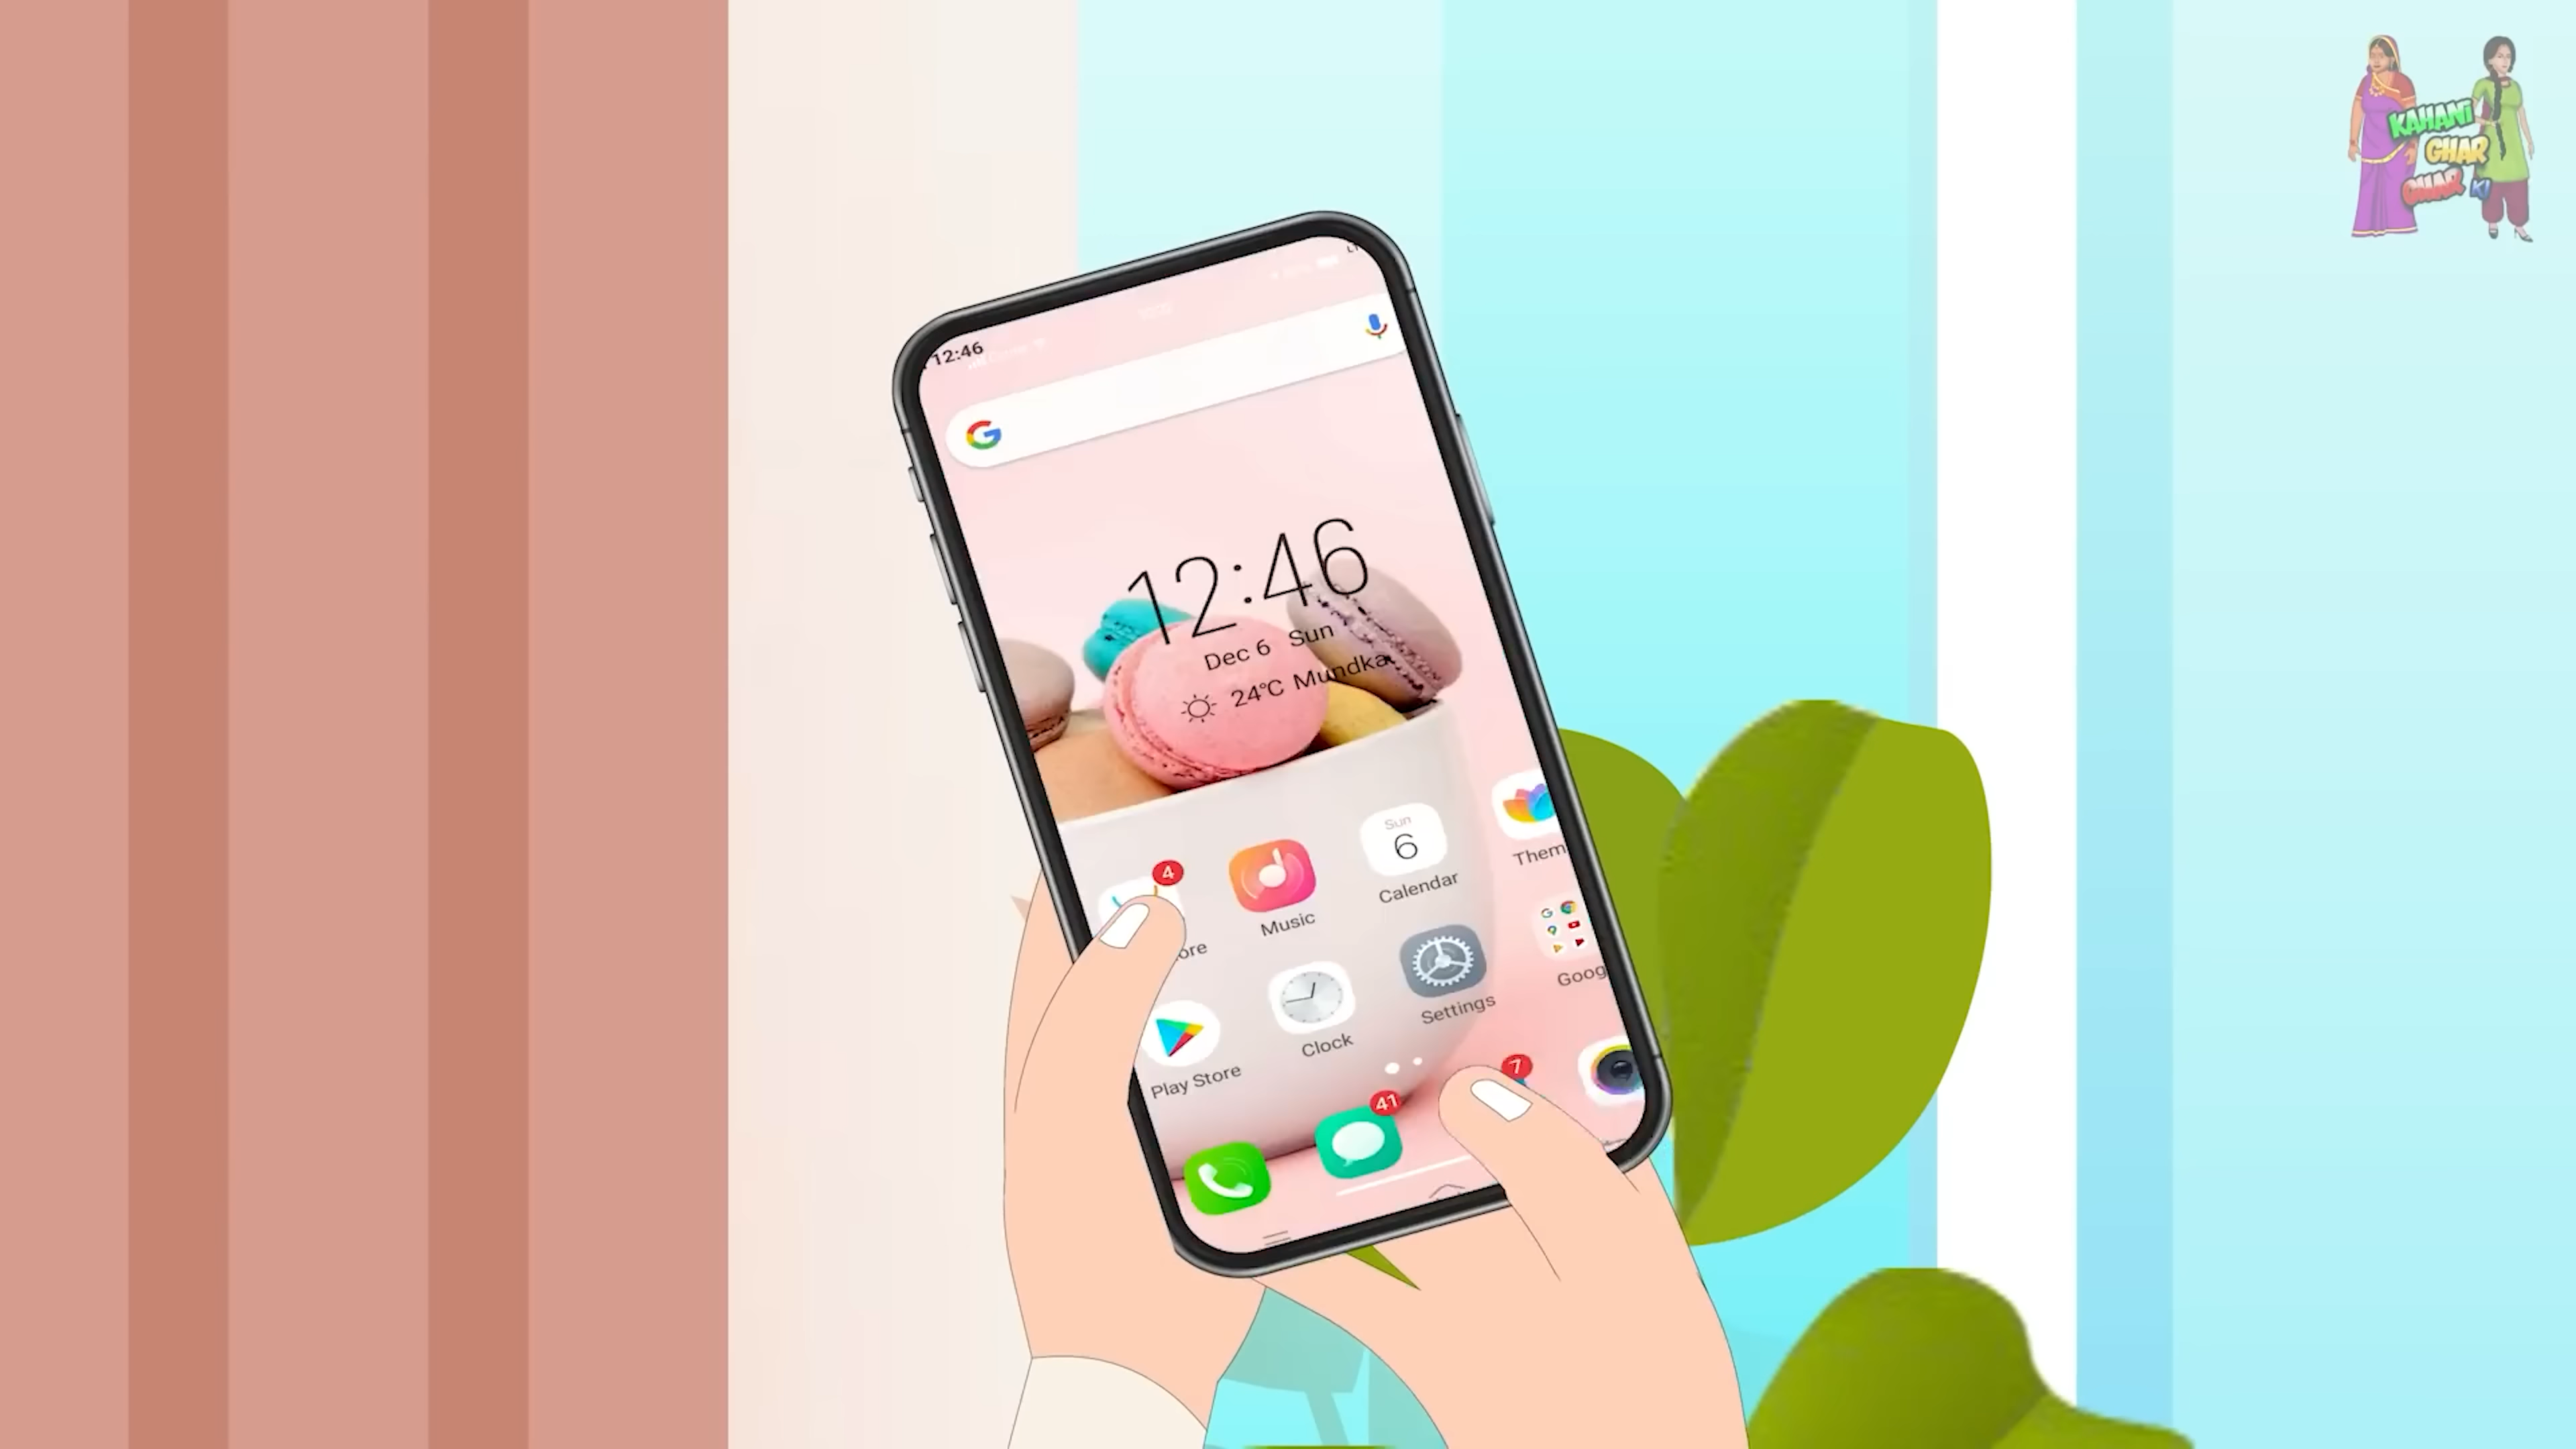 KAHANI
GHAR
GHAR KI
12:46
12:46
Dec 6 Sun
24°C Mundka
4
Sun
6
Them
ore
Music
Calendar
Goog
Play Store
Clock
Settings
41
7